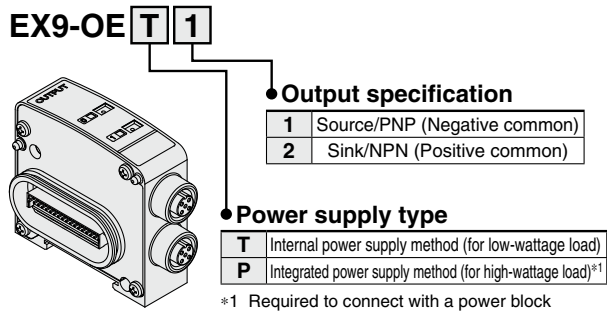 EX9-OE T 1
OUTPUT
Output specification
1 Source/PNP (Negative common)
2 Sink/NPN (Positive common)
Power supply type
T Internal power supply method (for low-wattage load)
P Integrated power supply method (for high-wattage load)*1
*1 Required to connect with a power block